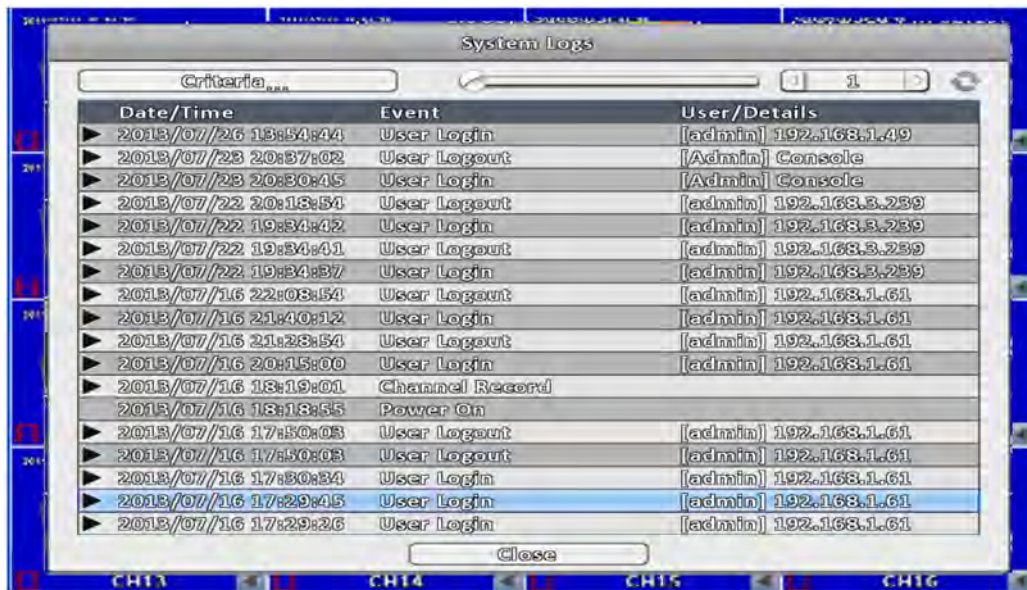 System Logs
Criteria...
1
Date/Time Event User/Details
2013/07/26 13:54:44 User Login [admin] 192.168.1.49
2013/07/23 20:37:02 User Logout [Admin] Console
2013/07/23 20:30:45 User Login [Admin] Console
2013/07/22 20:18:54 User Logout [admin] 192.168.3.239
2013/07/22 19:34:42 User Login [admin] 192.168.3.239
2013/07/22 19:34:41 User Logout [admin] 192.168.3.239
2013/07/22 19:34:37 User Login [admin] 192.168.3.239
2013/07/16 22:08:54 User Logout [admin] 192.168.1.61
2013/07/16 21:40:12 User Login [admin] 192.168.1.61
2013/07/16 21:28:54 User Logout [admin] 192.168.1.61
2013/07/16 20:15:00 User Login [admin] 192.168.1.61
2013/07/16 18:19:01 Channel Record
2013/07/16 18:18:55 Power On
2013/07/16 17:50:03 User Logout [admin] 192.168.1.61
2013/07/16 17:50:03 User Logout [admin] 192.168.1.61
2013/07/16 17:30:34 User Login [admin] 192.168.1.61
2013/07/16 17:29:45 User Login [admin] 192.168.1.61
2013/07/16 17:29:26 User Login [admin] 192.168.1.61
Close
CH13 CH14 CH15 CH16